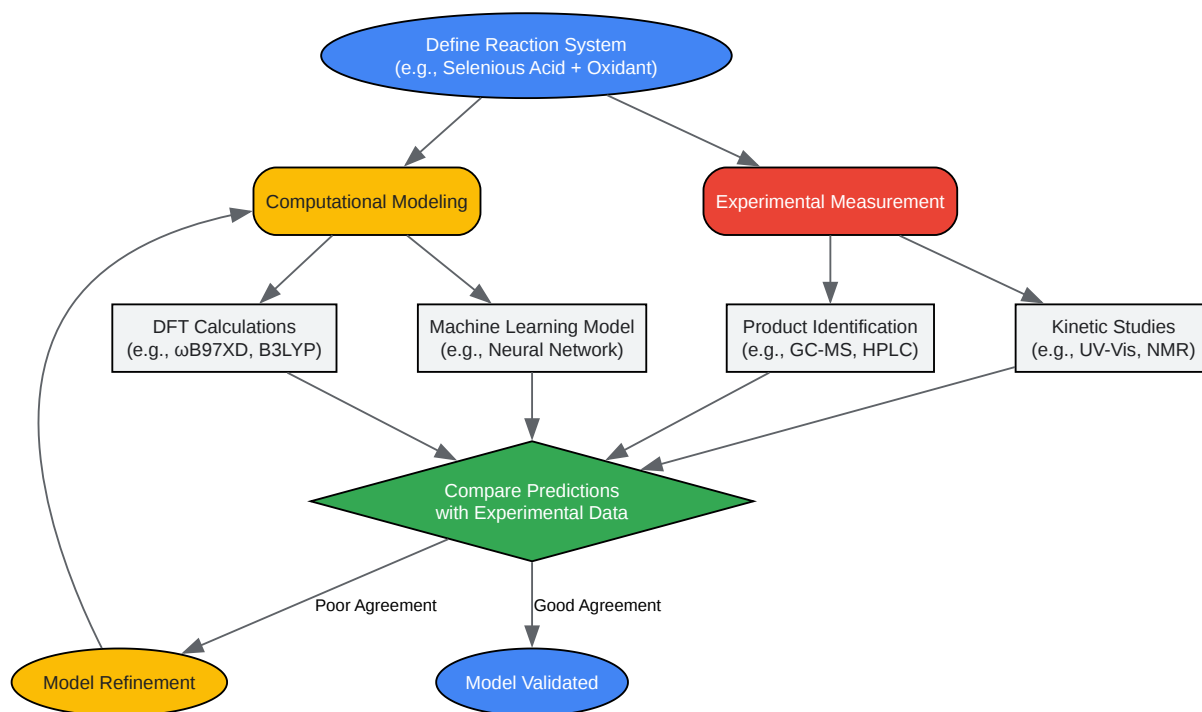 Define Reaction System
(e.g., Selenious Acid + Oxidant)
Computational Modeling
Experimental Measurement
DFT Calculations
(e.g., ωB97XD, B3LYP)
Machine Learning Model
(e.g., Neural Network)
Product Identification
(e.g., GC-MS, HPLC)
Kinetic Studies
(e.g., UV-Vis, NMR)
Compare Predictions
with Experimental Data
Poor Agreement
Good Agreement
Model Refinement
Model Validated